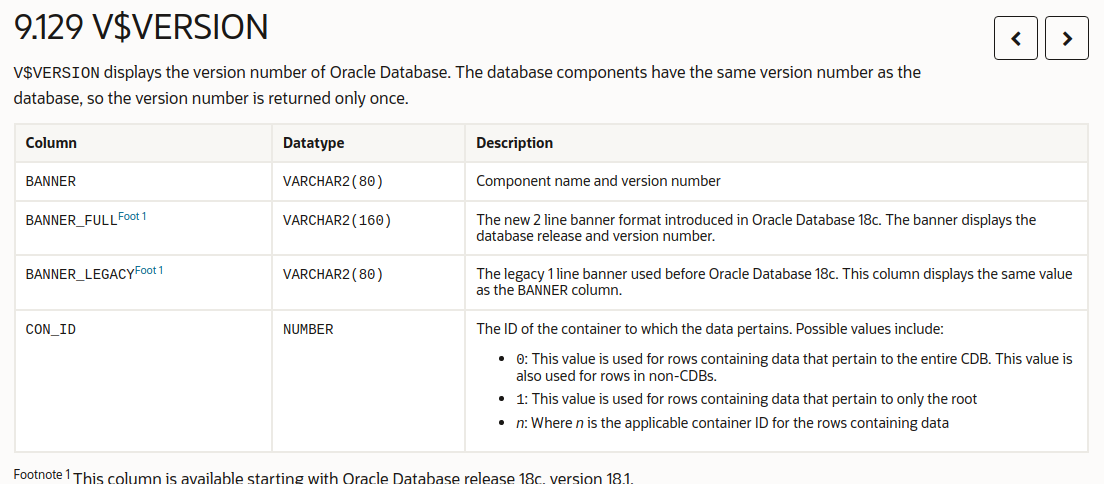 9.129 V$VERSION
V$VERSION displays the version number of Oracle Database. The database components have the same version number as the
database, so the version number is returned only once.
Column Datatype Description
BANNER VARCHAR2(80) Component name and version number
BANNER_FULL Foot 1 VARCHAR2(160) The new 2 line banner format introduced in Oracle Database 18c. The banner displays the
database release and version number.
BANNER_LEGACY Foot 1 VARCHAR2(80) The legacy 1 line banner used before Oracle Database 18c. This column displays the same value
as the BANNER column.
CON_ID NUMBER The ID of the container to which the data pertains. Possible values include:
• 0: This value is used for rows containing data that pertain to the entire CDB. This value is
also used for rows in non-CDBs.
• 1: This value is used for rows containing data that pertain to only the root
• n: Where n is the applicable container ID for the rows containing data
Footnote 1 This column is available starting with Oracle Database release 18c, version 18.1.